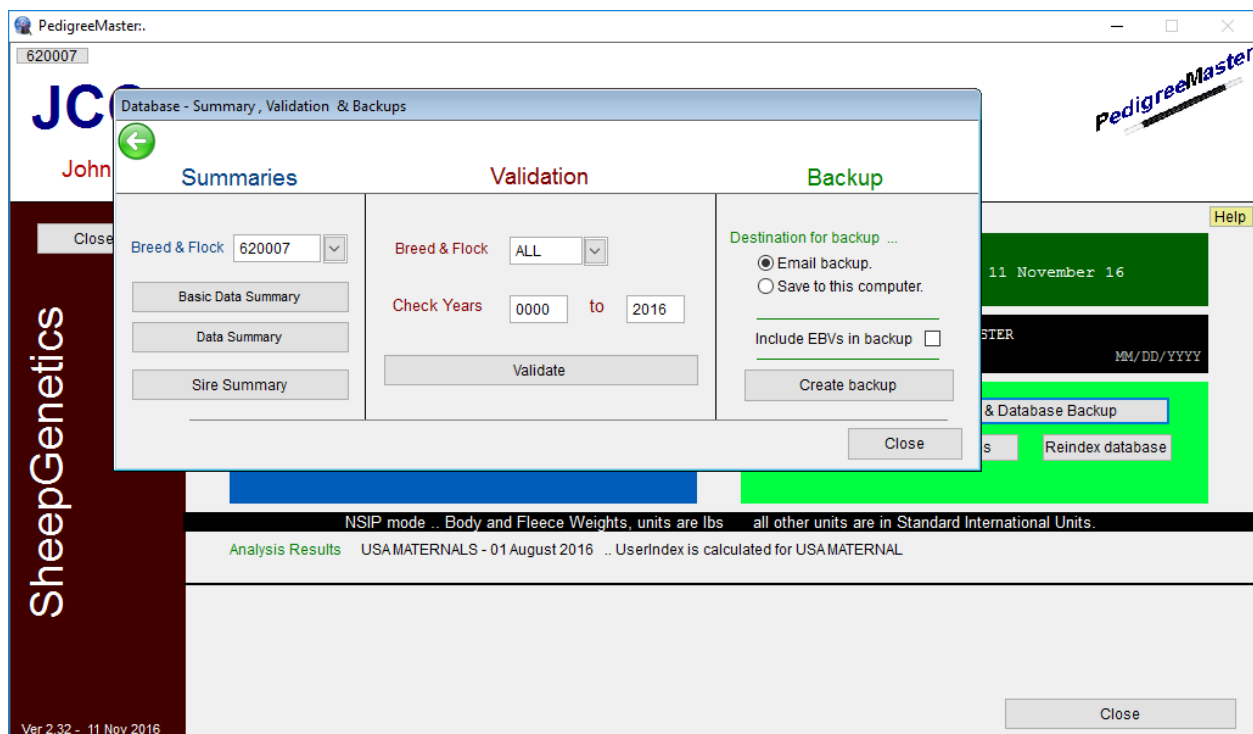 PedigreeMaster:.
620007
JC
John
PedigreeMaster
Database - Summary , Validation & Backups
Summaries
Validation
Backup
Breed & Flock 620007
Basic Data Summary
Data Summary
Sire Summary
Breed & Flock ALL
Check Years 0000 to 2016
Validate
Destination for backup ...
Email backup.
Save to this computer.
Include EBVs in backup
Create backup
Close
Close
Help
11 November 16
STER
MM/DD/YYYY
& Database Backup
s
Reindex database
NSIP mode .. Body and Fleece Weights, units are lbs all other units are in Standard International Units.
Analysis Results USA MATERNALS - 01 August 2016 .. UserIndex is calculated for USA MATERNAL
SheepGenetics
Close
Ver 2.32 - 11 Nov 2016